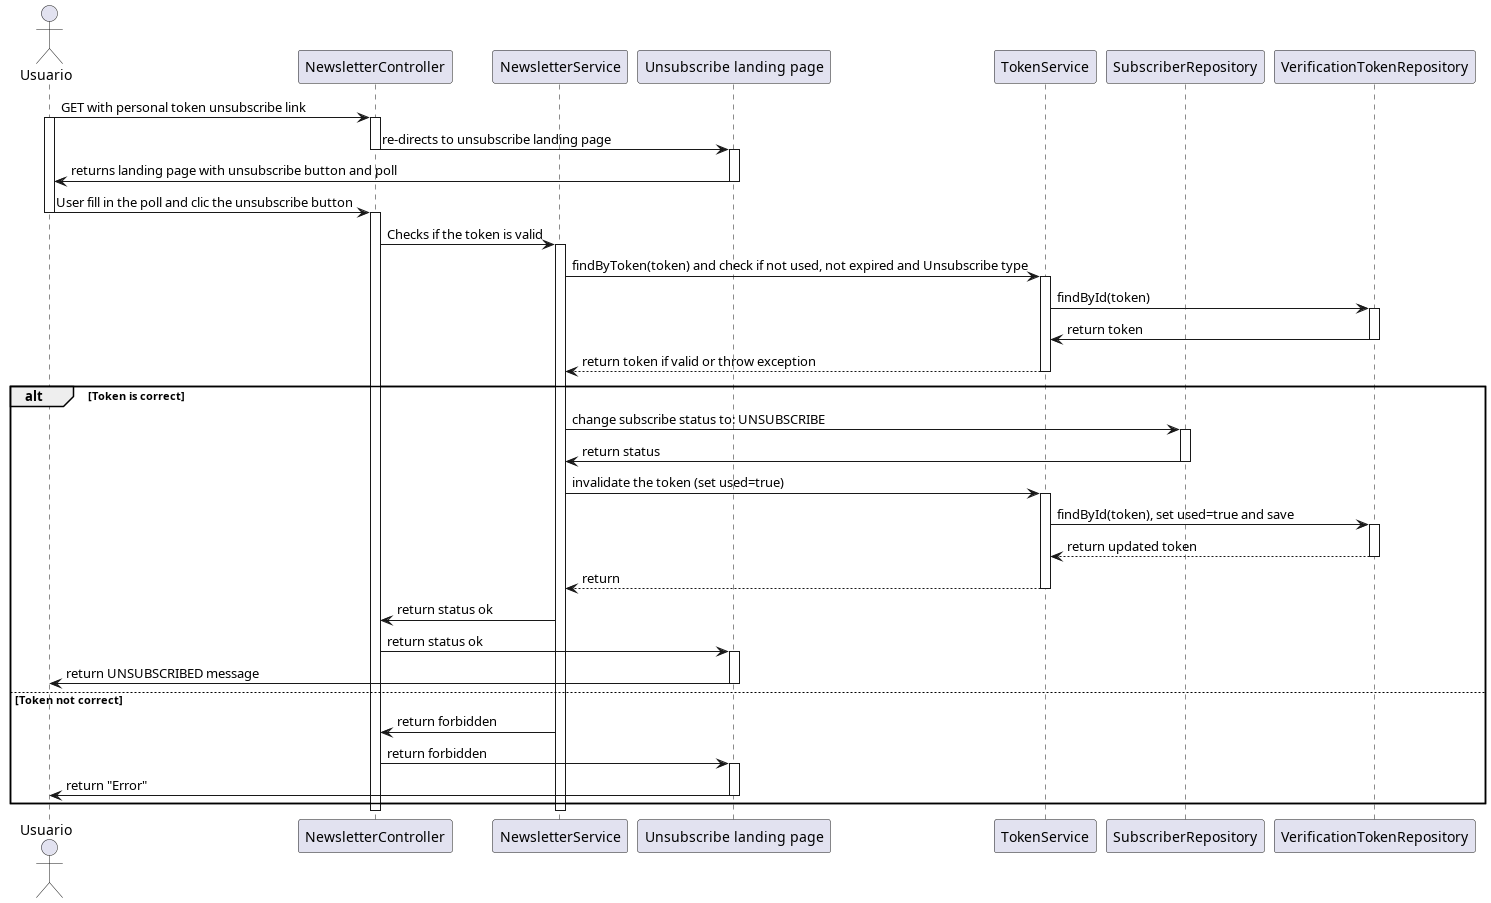 Usuario
NewsletterController
NewsletterService
Unsubscribe landing page
TokenService
SubscriberRepository
VerificationTokenRepository
GET with personal token unsubscribe link
re-directs to unsubscribe landing page
returns landing page with unsubscribe button and poll
User fill in the poll and clic the unsubscribe button
Checks if the token is valid
findByToken(token) and check if not used, not expired and Unsubscribe type
findById(token)
return token
return token if valid or throw exception
alt
[Token is correct]
change subscribe status to: UNSUBSCRIBE
return status
invalidate the token (set used=true)
findById(token), set used=true and save
return updated token
return
return status ok
return status ok
return UNSUBSCRIBED message
[Token not correct]
return forbidden
return forbidden
return "Error"
Usuario
NewsletterController
NewsletterService
Unsubscribe landing page
TokenService
SubscriberRepository
VerificationTokenRepository